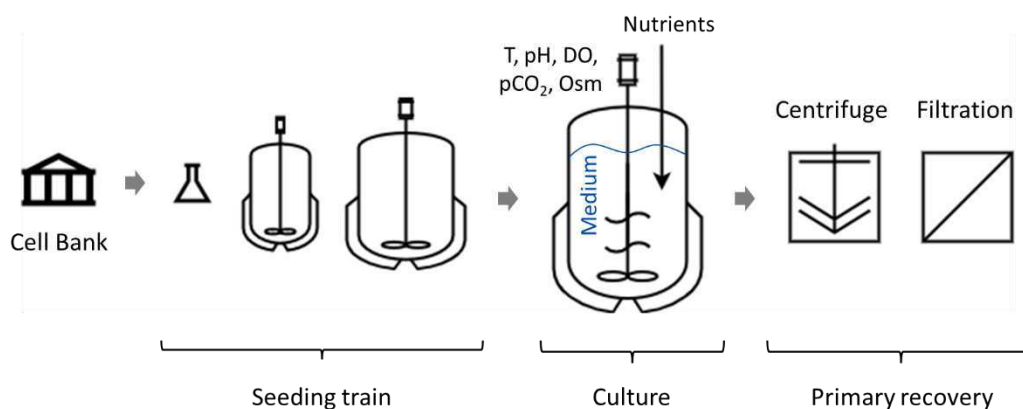 Nutrients
T, pH, DO,
pCO₂, Osm
Centrifuge
Filtration
Medium
Cell Bank
Seeding train
Culture
Primary recovery